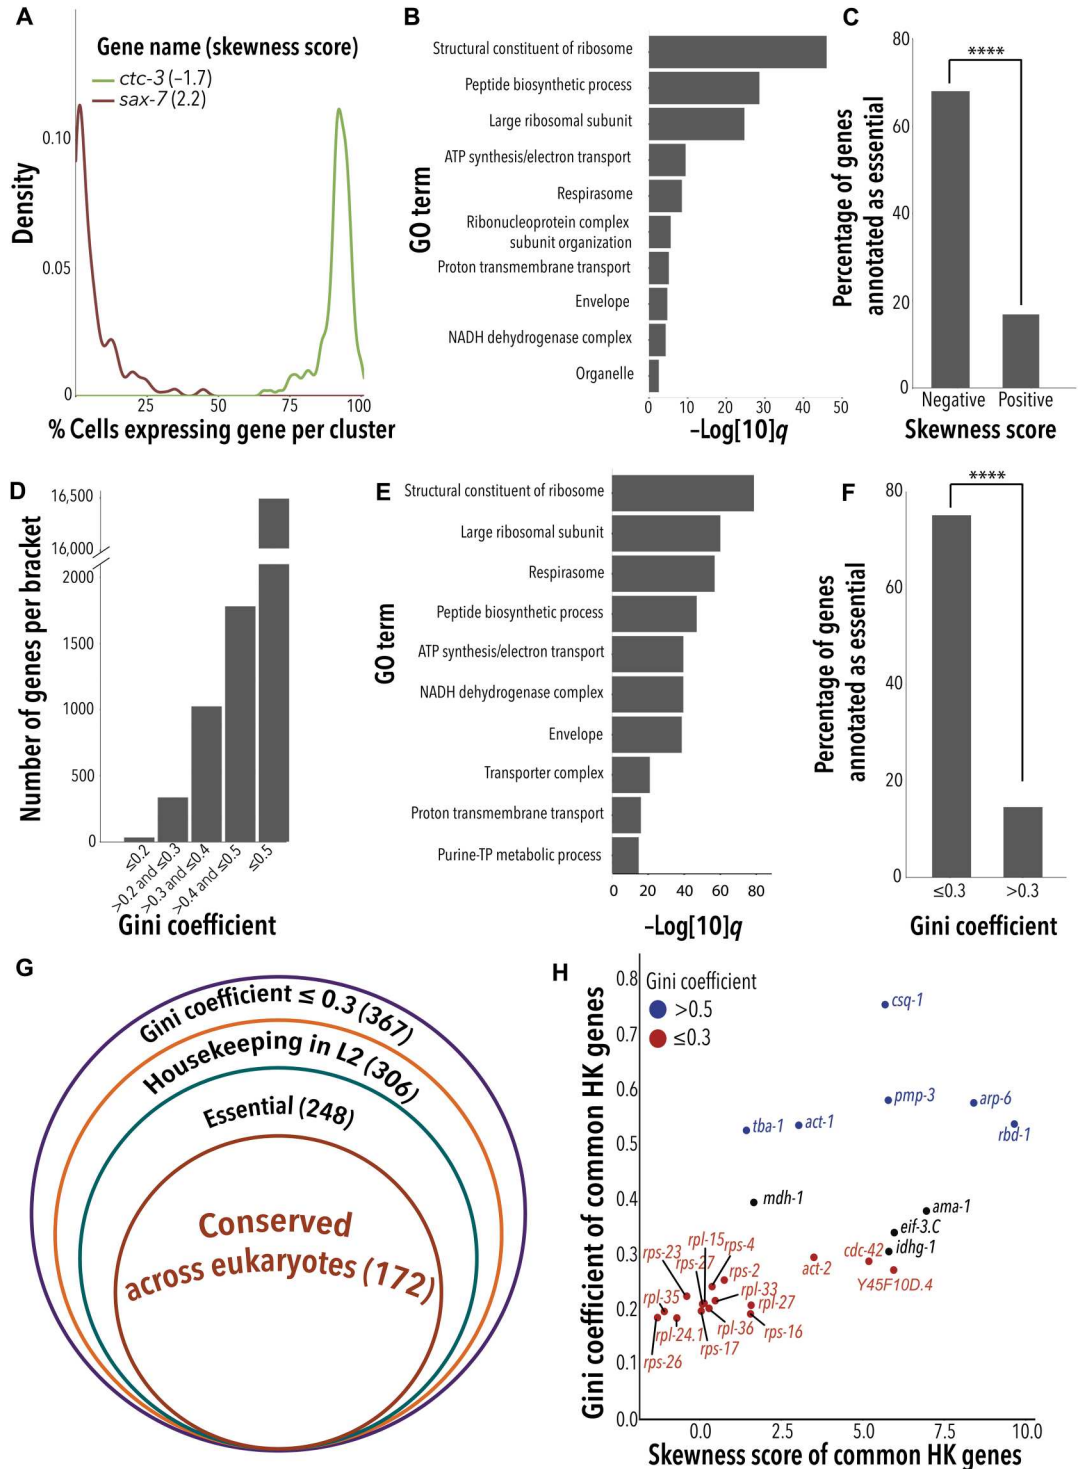 A
Gene name (skewness score)
ctc-3 (–1.7)
sax-7 (2.2)
Density
0.10
0.05
0
25
50
75
100
% Cells expressing gene per cluster
B
GO term
Structural constituent of ribosome
Peptide biosynthetic process
Large ribosomal subunit
ATP synthesis/electron transport
Respirasome
Ribonucleoprotein complex
subunit organization
Proton transmembrane transport
Envelope
NADH dehydrogenase complex
Organelle
0 10 20 30 40 50
–Log[10]q
C
Percentage of genes
annotated as essential
80
60
40
20
0
****
Negative Positive
Skewness score
D
Number of genes per bracket
16,500
16,000
2000
1500
1000
500
0
≤0.2
>0.2 and ≤0.3
>0.3 and ≤0.4
>0.4 and ≤0.5
≤0.5
Gini coefficient
E
GO term
Structural constituent of ribosome
Large ribosomal subunit
Respirasome
Peptide biosynthetic process
ATP synthesis/electron transport
NADH dehydrogenase complex
Envelope
Transporter complex
Proton transmembrane transport
Purine-TP metabolic process
0 20 40 60 80
–Log[10]q
F
Percentage of genes
annotated as essential
80
60
40
20
0
****
≤0.3 >0.3
Gini coefficient
G
Gini coefficient ≤ 0.3 (367)
Housekeeping in L2 (306)
Essential (248)
Conserved
across eukaryotes (172)
H
Gini coefficient of common HK genes
0.8
0.7
0.6
0.5
0.4
0.3
0.2
0.1
0.0
Gini coefficient
>0.5
≤0.3
csq-1
pmp-3
arp-6
tba-1
act-1
rbd-1
mdh-1
ama-1
eif-3.C
idhg-1
cdc-42
act-2
Y45F10D.4
rpl-15
rps-4
rps-23
rps-27
rps-2
rpl-33
rpl-35
rpl-27
rpl-24.1
rpl-36
rps-16
rps-17
rps-26
0.0 2.5 5.0 7.5 10.0
Skewness score of common HK genes